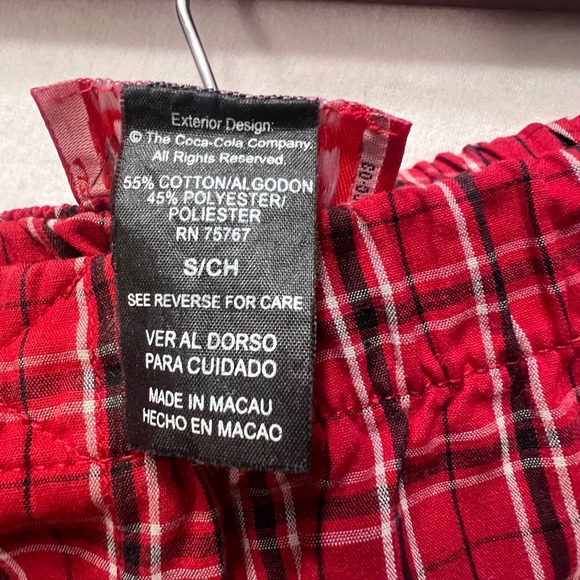 Exterior Design:
© The Coca-Cola Company.
All Rights Reserved.
55% COTTON/ALGODON
45% POLYESTER/
POLIESTER
RN 75767
S/CH
SEE REVERSE FOR CARE
VER AL DORSO
PARA CUIDADO
MADE IN MACAU
HECHO EN MACAO